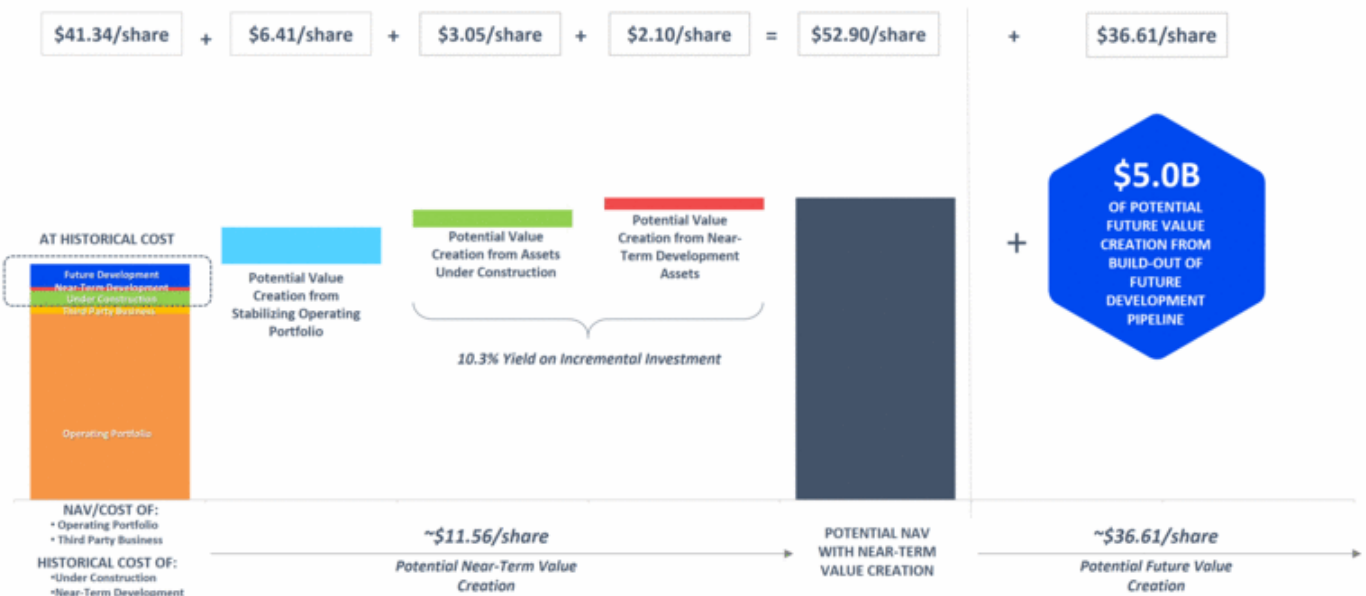 $41.34/share + $6.41/share + $3.05/share + $2.10/share = $52.90/share + $36.61/share
AT HISTORICAL COST
Future Development
Near-Term Development
Under Construction
Third Party Business
Operating Portfolio
Potential Value
Creation from
Stabilizing Operating
Portfolio
Potential Value
Creation from Assets
Under Construction
Potential Value
Creation from Near-
Term Development
Assets
10.3% Yield on Incremental Investment
+
$5.0B
OF POTENTIAL
FUTURE VALUE
CREATION FROM
BUILD-OUT OF
FUTURE
DEVELOPMENT
PIPELINE
NAV/COST OF:
• Operating Portfolio
• Third Party Business
HISTORICAL COST OF:
•Under Construction
•Near-Term Development
~$11.56/share
Potential Near-Term Value
Creation
POTENTIAL NAV
WITH NEAR-TERM
VALUE CREATION
~$36.61/share
Potential Future Value
Creation